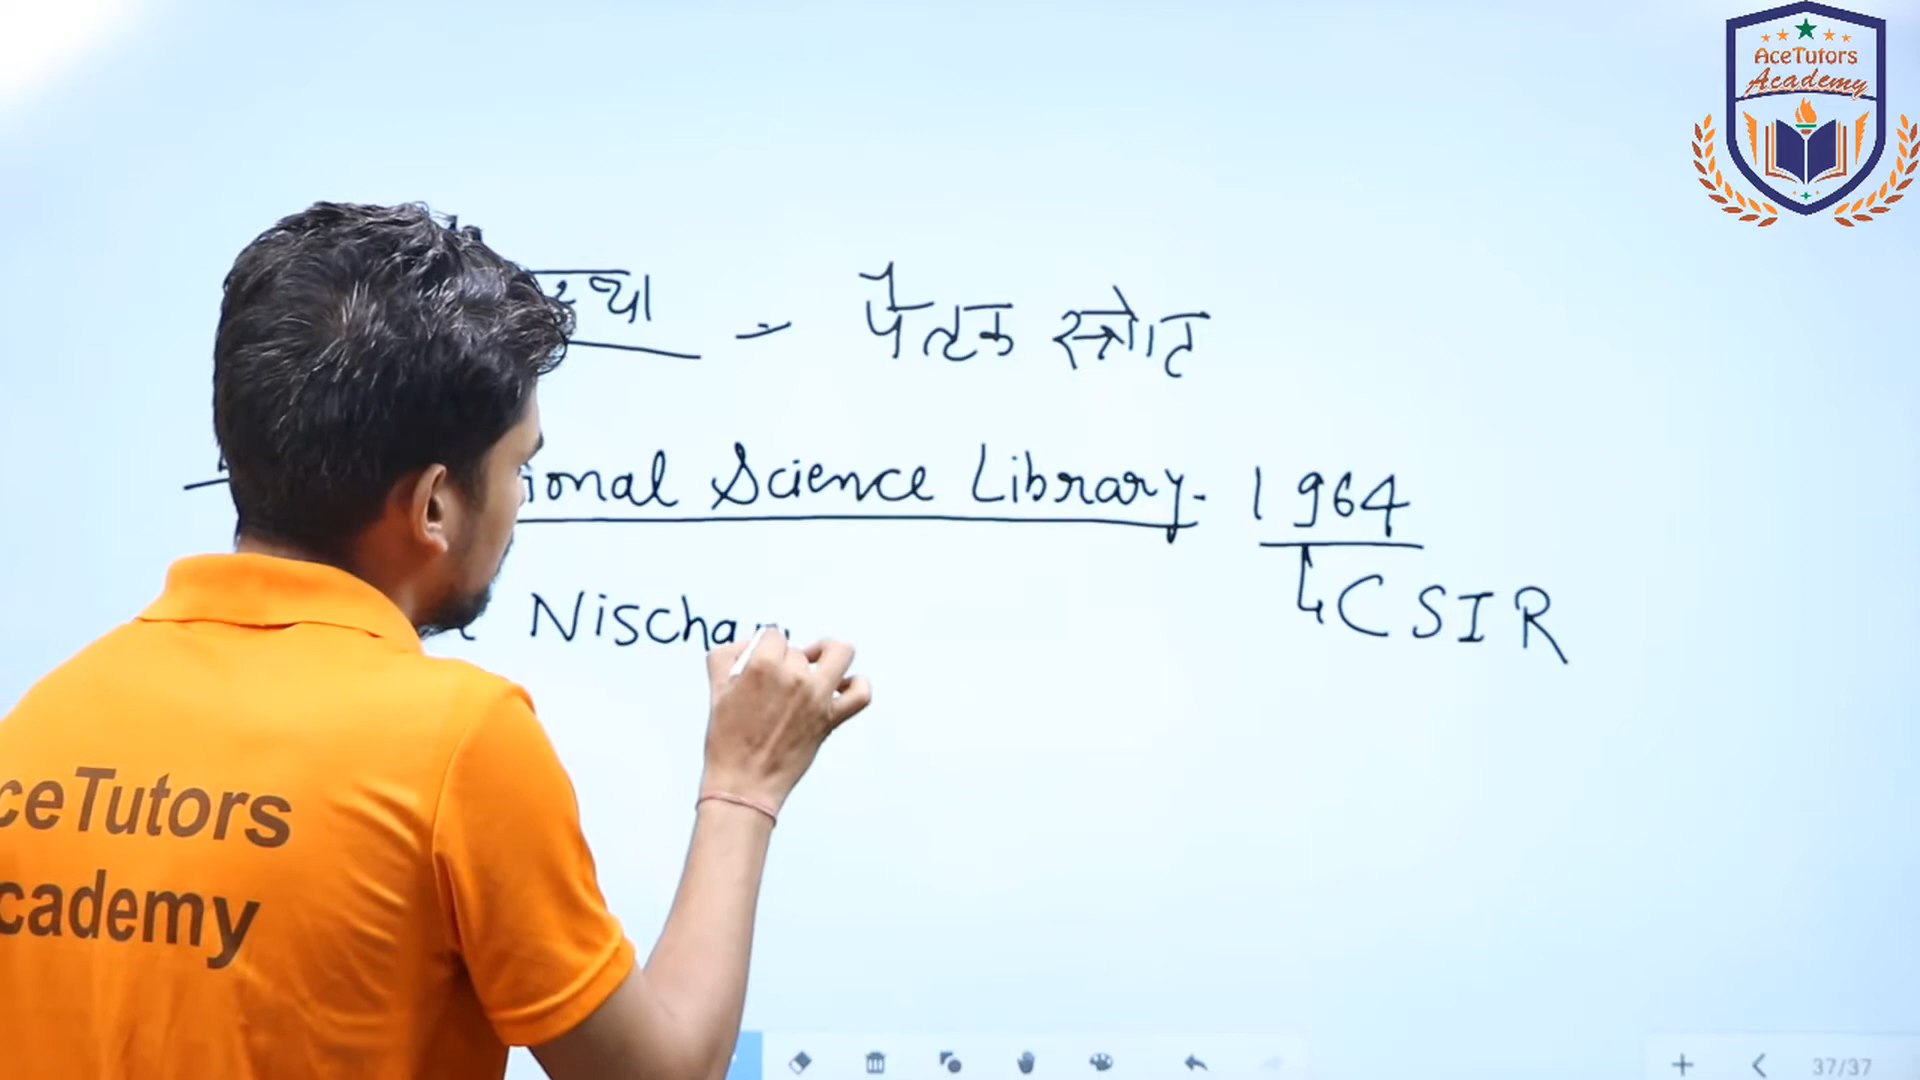 AceTutors
Academy
स्था - पैतृक स्त्रोत
ional Science Library - 1964
CSIR
Nischa
ceTutors
cademy
37/37